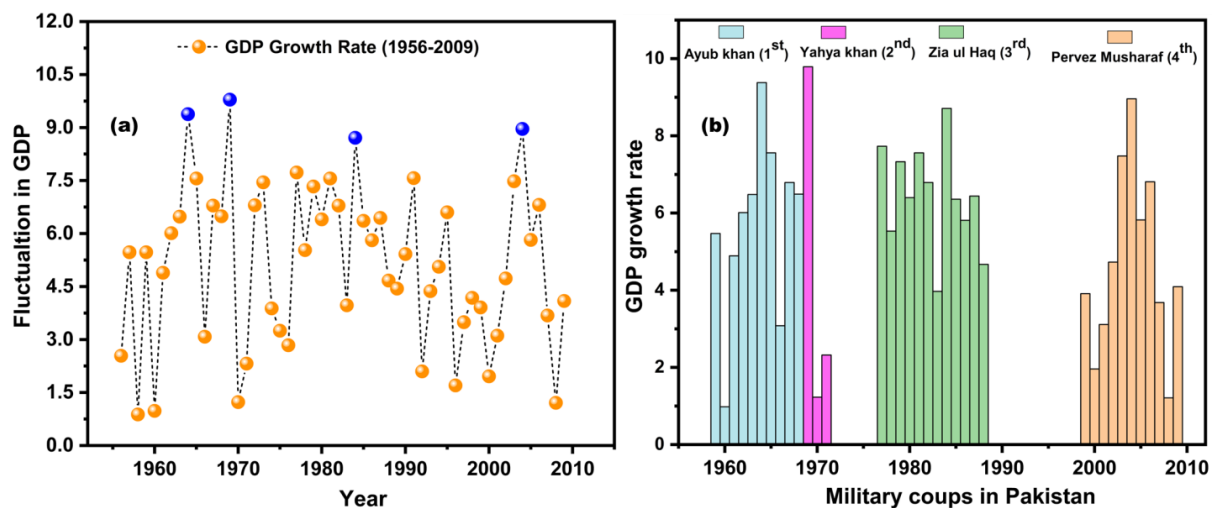 12.0
10.5
9.0
7.5
6.0
4.5
3.0
1.5
0.0
Fluctualtion in GDP
GDP Growth Rate (1956-2009)
(a)
1960 1970 1980 1990 2000 2010
Year
Ayub khan (1st) Yahya khan (2nd) Zia ul Haq (3rd) Pervez Musharaf (4th)
10
8
6
4
2
0
GDP growth rate
(b)
1960 1970 1980 1990 2000 2010
Military coups in Pakistan